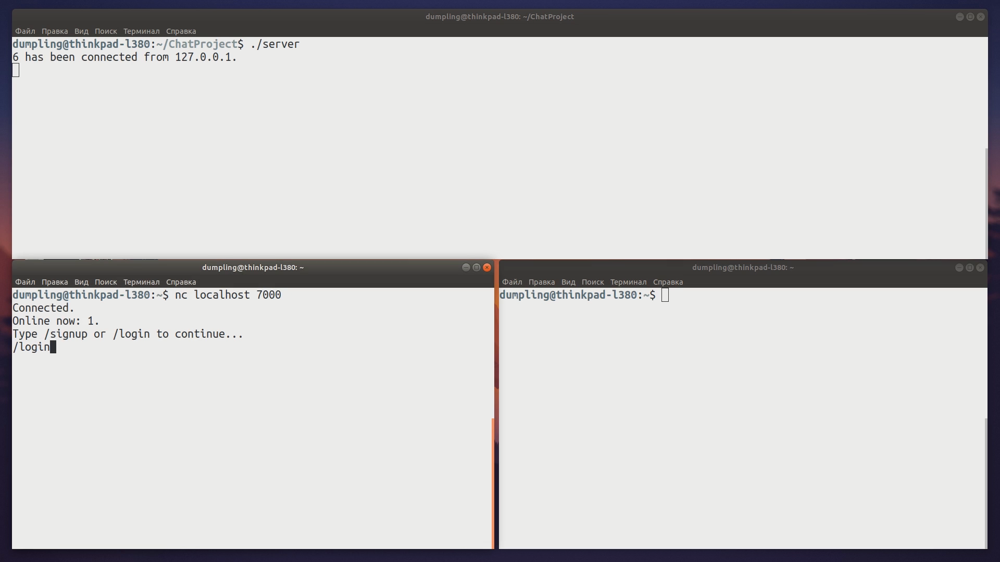 dumpling@thinkpad-l380: ~/ChatProject
Файл Правка Вид Поиск Терминал Справка
dumpling@thinkpad-l380:~/ChatProject$ ./server
6 has been connected from 127.0.0.1.
dumpling@thinkpad-l380: ~
Файл Правка Вид Поиск Терминал Справка
dumpling@thinkpad-l380:~$ nc localhost 7000
Connected.
Online now: 1.
Type /signup or /login to continue...
/login
dumpling@thinkpad-l380: ~
Файл Правка Вид Поиск Терминал Справка
dumpling@thinkpad-l380:~$